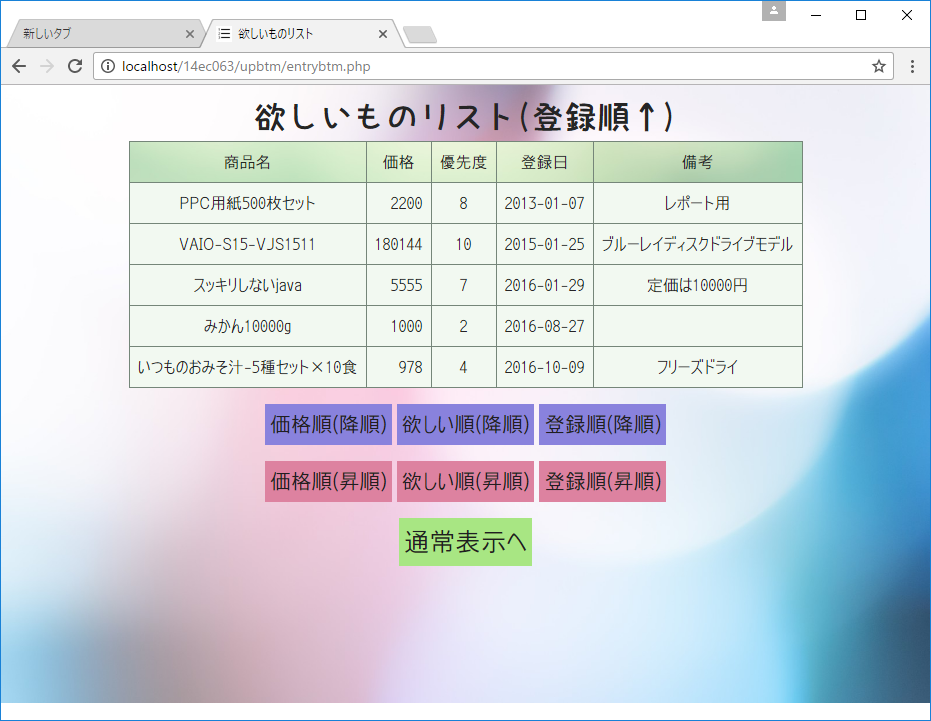 新しいタブ 欲しいものリスト
localhost/14ec063/upbtm/entrybtm.php
欲しいものリスト(登録順↑)
商品名 価格 優先度 登録日 備考
PPC用紙500枚セット 2200 8 2013-01-07 レポート用
VAIO-S15-VJS1511 180144 10 2015-01-25 ブルーレイディスクドライブモデル
スッキリしないjava 5555 7 2016-01-29 定価は10000円
みかん10000g 1000 2 2016-08-27
いつものおみそ汁-5種セット×10食 978 4 2016-10-09 フリーズドライ
価格順(降順) 欲しい順(降順) 登録順(降順)
価格順(昇順) 欲しい順(昇順) 登録順(昇順)
通常表示へ